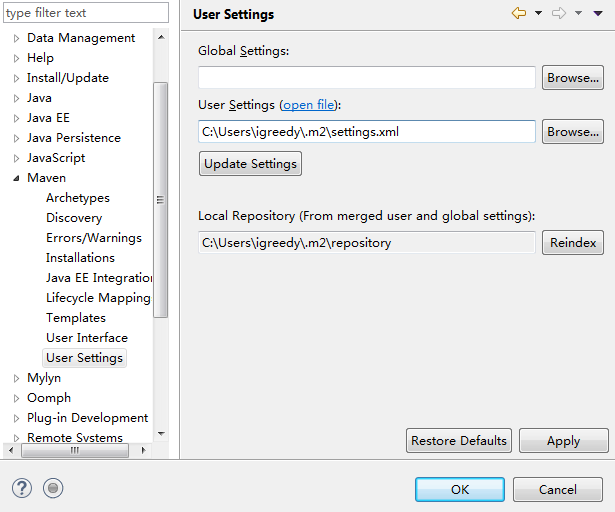 type filter text
Data Management
Help
Install/Update
Java
Java EE
Java Persistence
JavaScript
Maven
Archetypes
Discovery
Errors/Warnings
Installations
Java EE Integration
Lifecycle Mapping
Templates
User Interface
User Settings
Mylyn
Oomph
Plug-in Development
Remote Systems
User Settings
Global Settings:
Browse...
User Settings (open file):
C:\Users\igreedy\.m2\settings.xml
Browse...
Update Settings
Local Repository (From merged user and global settings):
C:\Users\igreedy\.m2\repository
Reindex
Restore Defaults
Apply
?
OK
Cancel